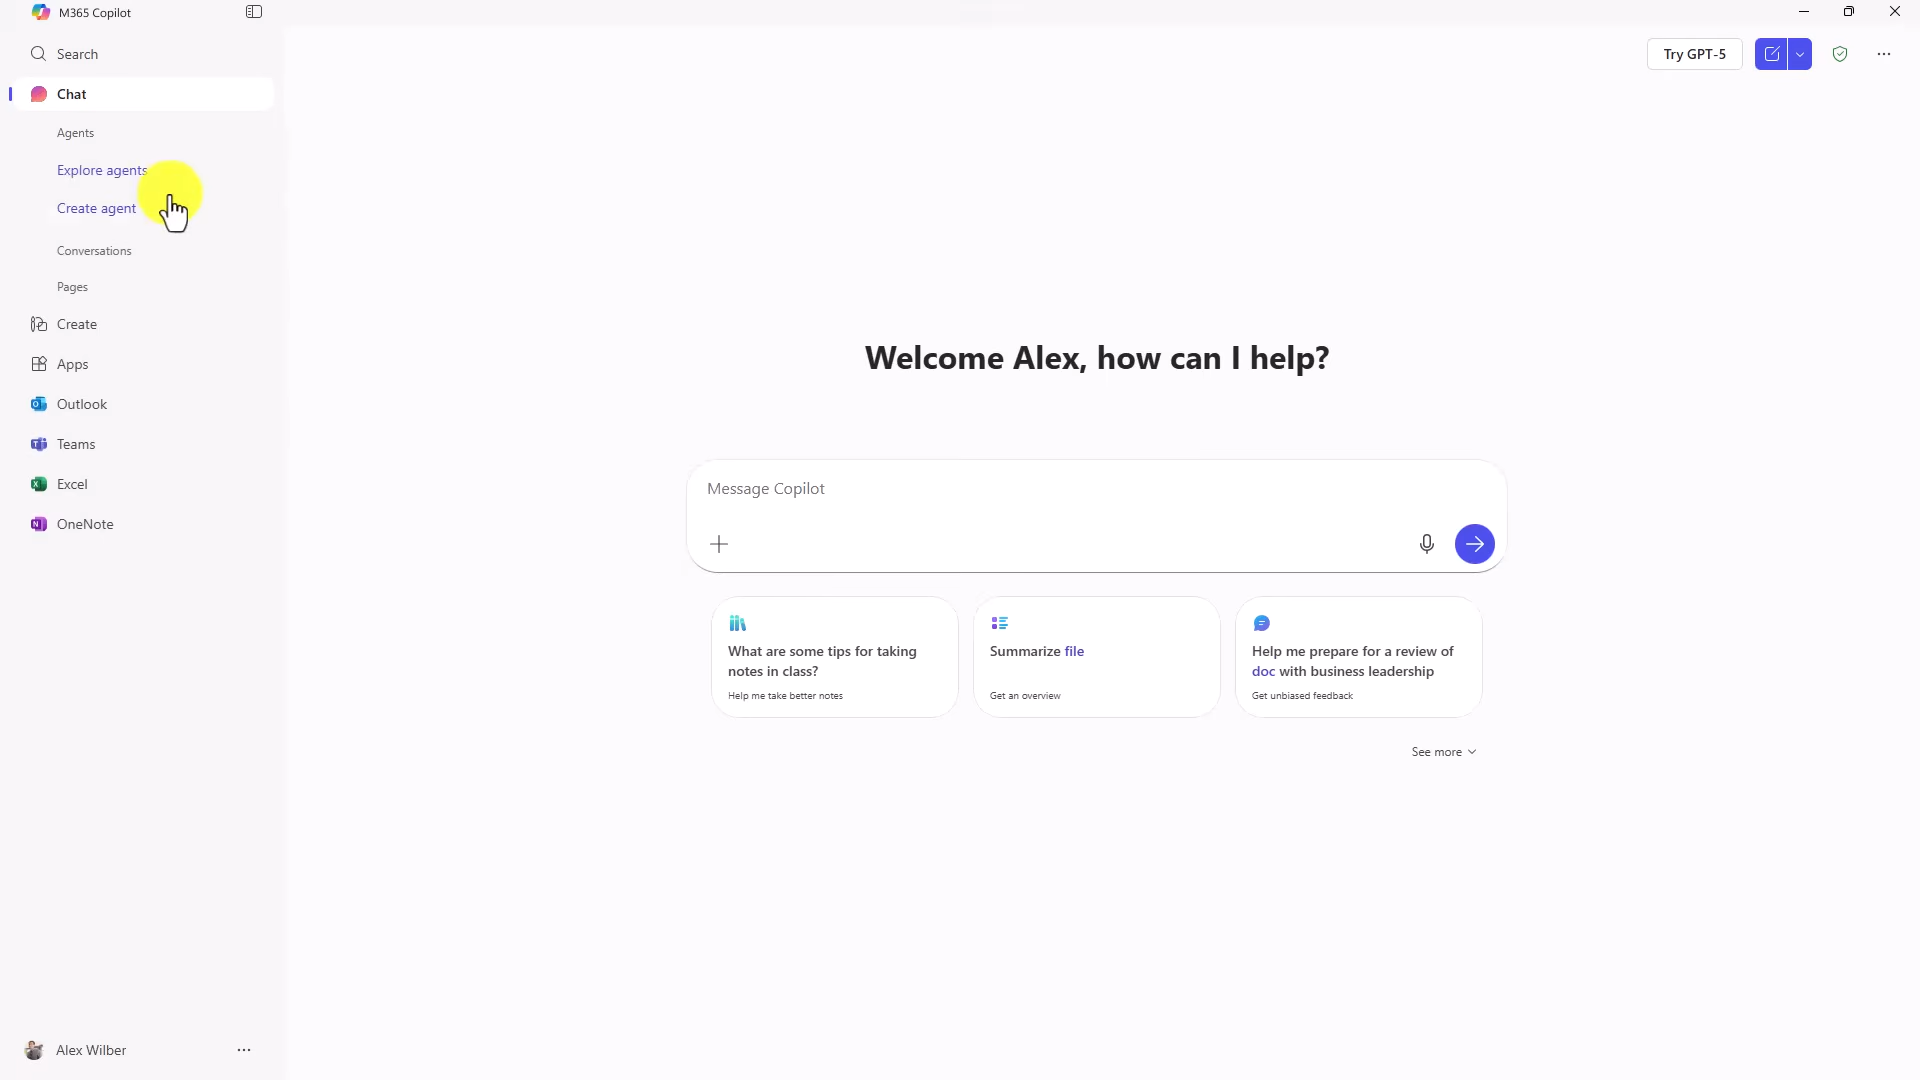 M365 Copilot
Search
Chat
Agents
Explore agents
Create agent
Conversations
Pages
Create
Apps
Outlook
Teams
Excel
OneNote
Alex Wilber
Try GPT-5
Welcome Alex, how can I help?
Message Copilot
What are some tips for taking
notes in class?
Help me take better notes
Summarize file
Get an overview
Help me prepare for a review of
doc with business leadership
Get unbiased feedback
See more